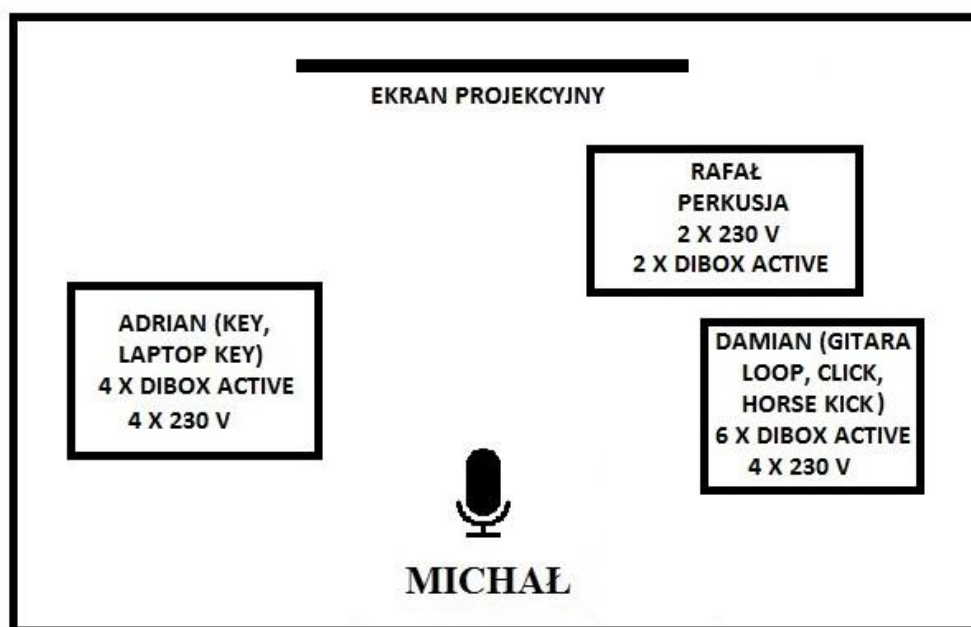 EKRAN PROJEKCYJNY
RAFAŁ
PERKUSJA
2 X 230 V
2 X DIBOX ACTIVE
ADRIAN (KEY,
LAPTOP KEY)
4 X DIBOX ACTIVE
4 X 230 V
DAMIAN (GITARA
LOOP, CLICK,
HORSE KICK)
6 X DIBOX ACTIVE
4 X 230 V
MICHAŁ